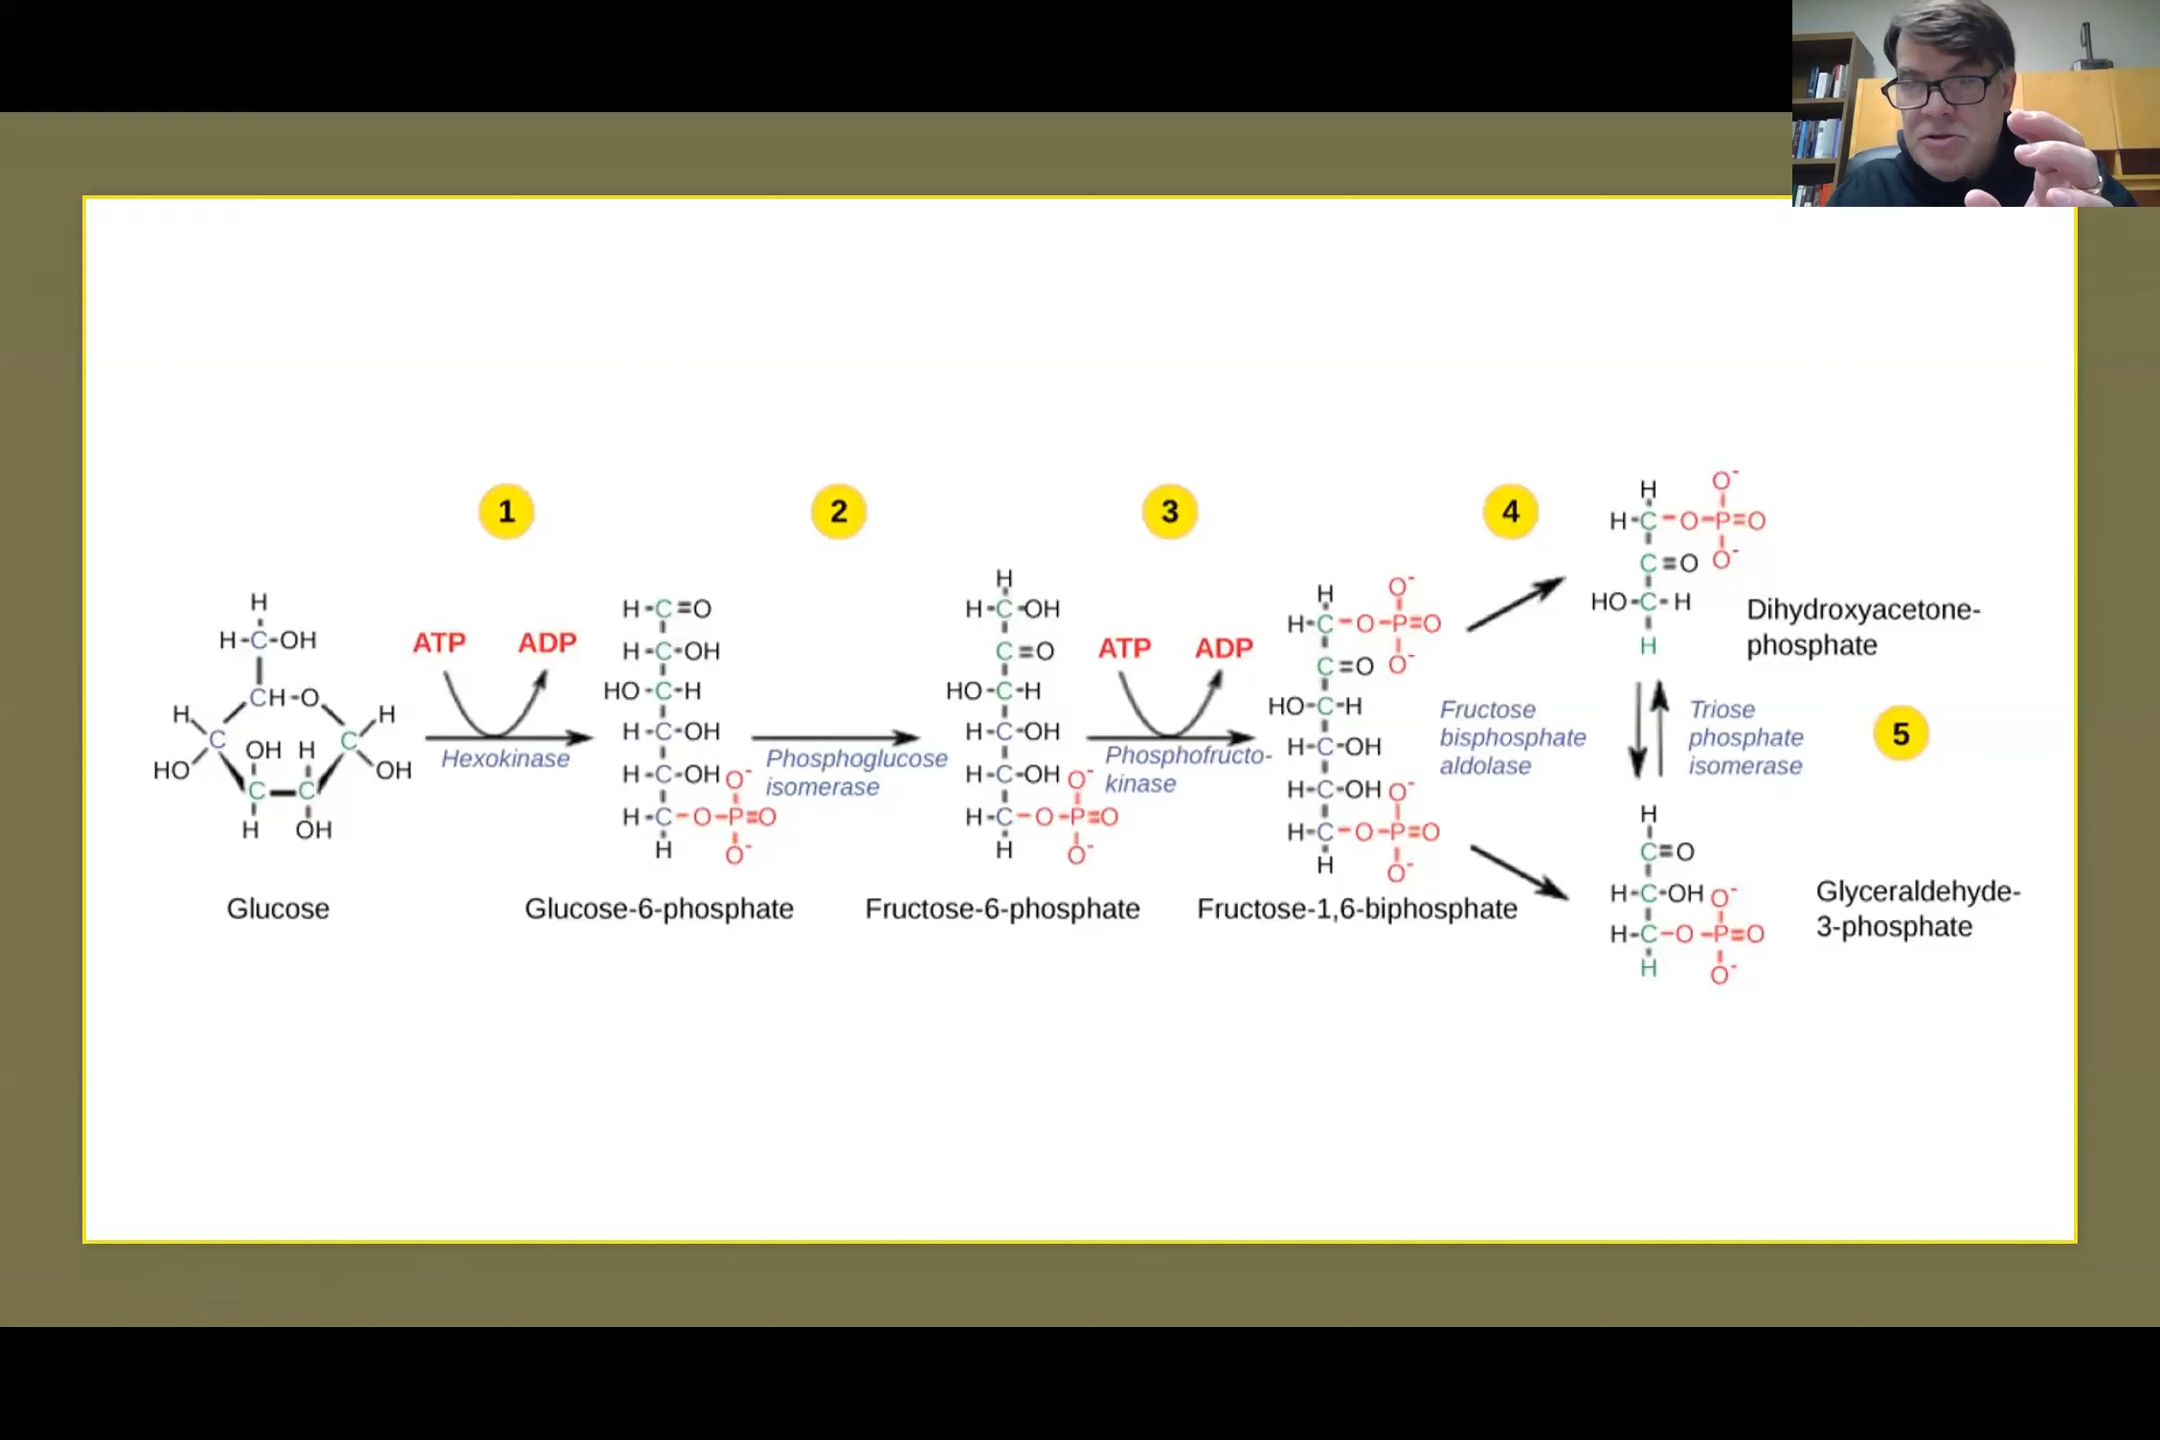 1
2
3
4
5
H
H-C-OH
CH-O
H
H
C
C
OH
H
HO
OH
C
C
H
OH
Glucose
ATP
ADP
Hexokinase
H-C=O
H-C-OH
HO-C-H
H-C-OH
H-C-OH
O-
H-C-O-P=O
H
O-
Glucose-6-phosphate
Phosphoglucose
isomerase
H
H-C-OH
C=O
HO-C-H
H-C-OH
H-C-OH
O-
H-C-O-P=O
H
O-
Fructose-6-phosphate
ATP
ADP
Phosphofructo-
kinase
H
O-
H-C-O-P=O
C=O
O-
HO-C-H
H-C-OH
H-C-OH
O-
H-C-O-P=O
H
O-
Fructose-1,6-biphosphate
Fructose
bisphosphate
aldolase
H
O-
H-C-O-P=O
C=O
O-
HO-C-H
H
Dihydroxyacetone-
phosphate
Triose
phosphate
isomerase
H
C=O
H-C-OH
O-
H-C-O-P=O
H
O-
Glyceraldehyde-
3-phosphate